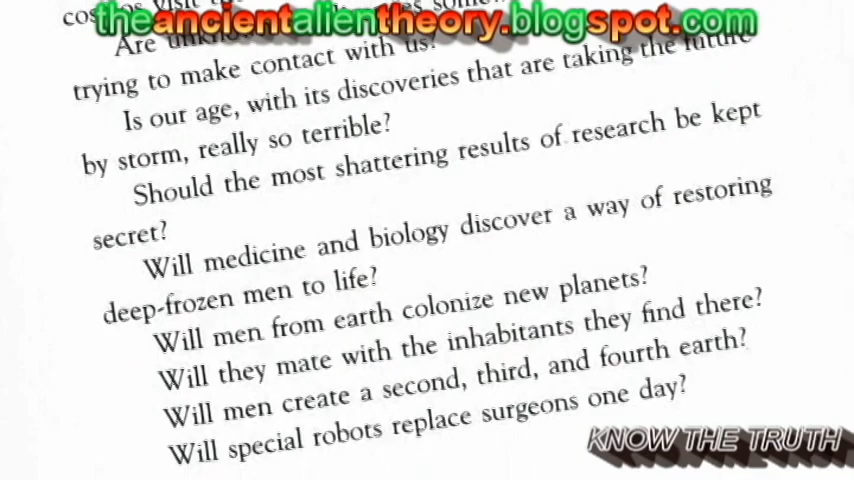 theancientalientheory.blogspot.com
cosmos visit
Are
trying to make contact with us?
Is our age, with its discoveries that are taking the future
by storm, really so terrible?
Should the most shattering results of research be kept
secret?
Will medicine and biology discover a way of restoring
deep-frozen men to life?
Will men from earth colonize new planets?
Will they mate with the inhabitants they find there?
Will men create a second, third, and fourth earth?
Will special robots replace surgeons one day?
KNOW THE TRUTH